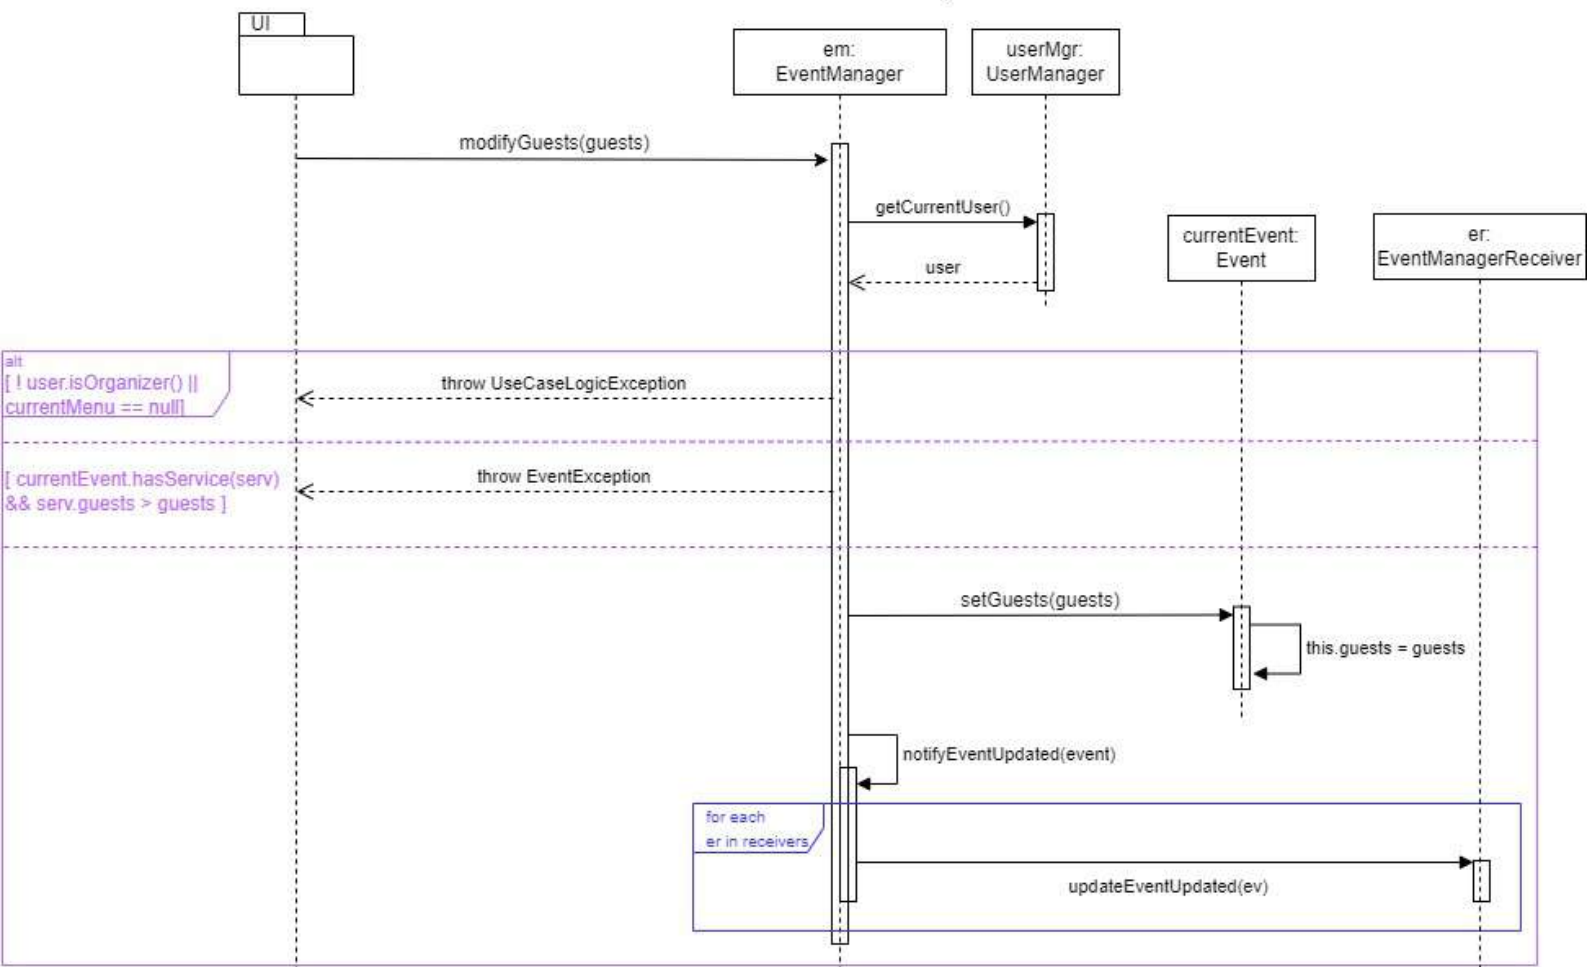 UI
em:
EventManager
userMgr:
UserManager
modifyGuests(guests)
getCurrentUser()
user
currentEvent:
Event
er:
EventManagerReceiver
alt
[ ! user.isOrganizer() ||
currentMenu == null]
throw UseCaseLogicException
[ currentEvent.hasService(serv)
&& serv.guests > guests ]
throw EventException
setGuests(guests)
this.guests = guests
notifyEventUpdated(event)
for each
er in receivers
updateEventUpdated(ev)